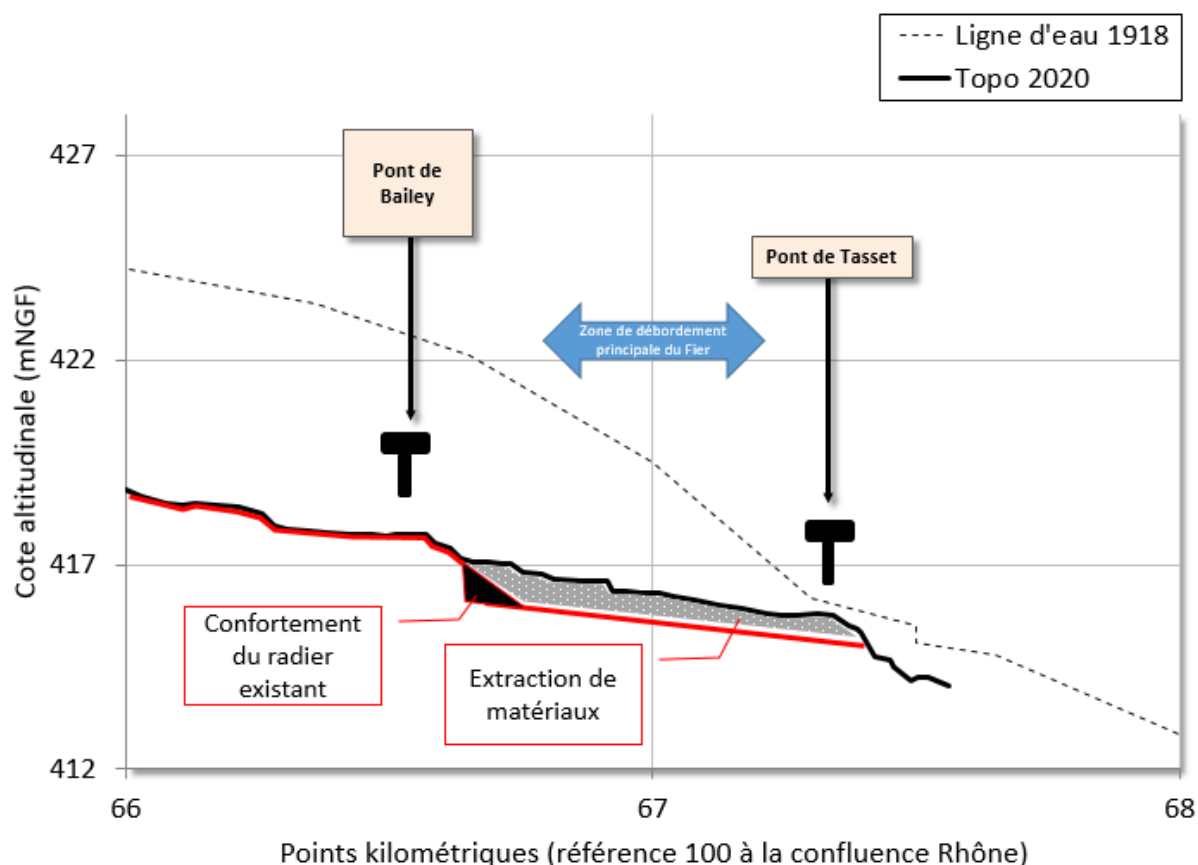 Ligne d'eau 1918
Topo 2020
427
422
417
412
Cote altitudinale (mNGF)
Pont de
Bailey
Pont de Tasset
Zone de débordement
principale du Fier
Confortement
du radier
existant
Extraction de
matériaux
66
67
68
Points kilométriques (référence 100 à la confluence Rhône)